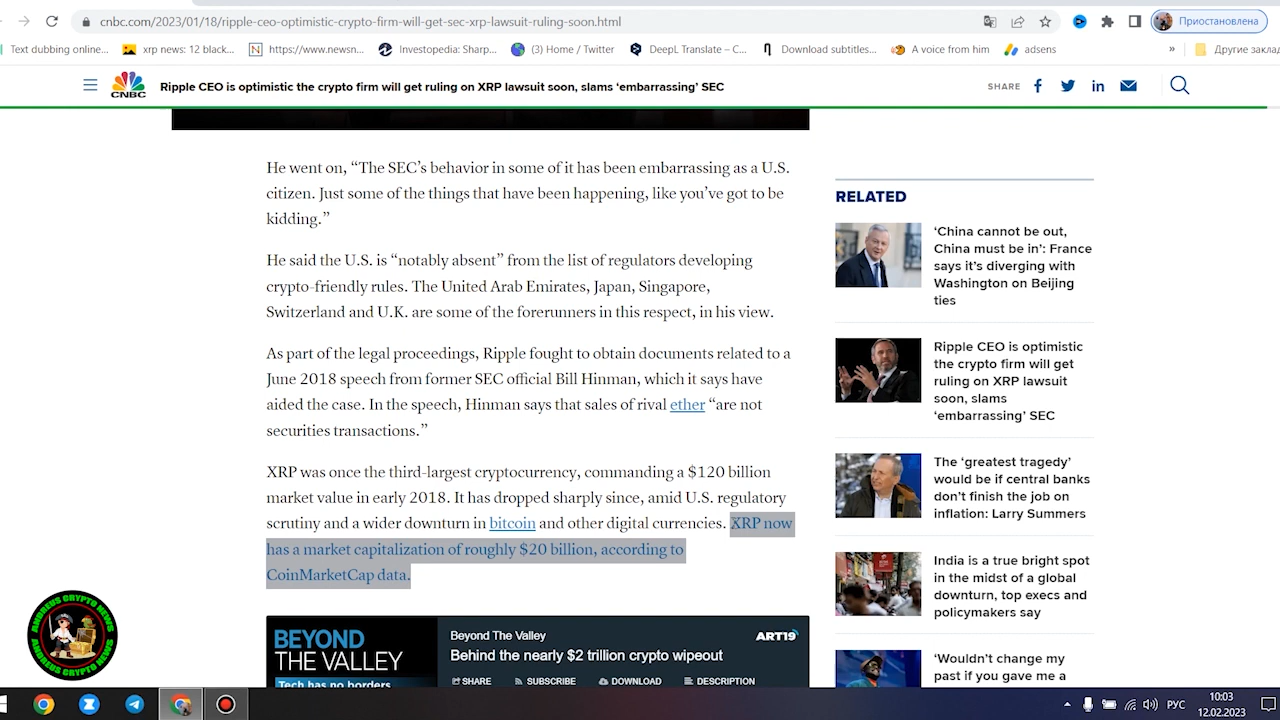 cnbc.com/2023/01/18/ripple-ceo-optimistic-crypto-firm-will-get-sec-xrp-lawsuit-ruling-soon.html
Приостановлена
Text dubbing online...
xrp news: 12 black...
https://www.newsn...
Investopedia: Sharp...
(3) Home / Twitter
DeepL Translate – C...
Download subtitles...
A voice from him
adsens
»
Другие заклад
CNBC
Ripple CEO is optimistic the crypto firm will get ruling on XRP lawsuit soon, slams ‘embarrassing’ SEC
SHARE
He went on, “The SEC’s behavior in some of it has been embarrassing as a U.S.
citizen. Just some of the things that have been happening, like you’ve got to be
kidding.”
He said the U.S. is “notably absent” from the list of regulators developing
crypto-friendly rules. The United Arab Emirates, Japan, Singapore,
Switzerland and U.K. are some of the forerunners in this respect, in his view.
As part of the legal proceedings, Ripple fought to obtain documents related to a
June 2018 speech from former SEC official Bill Hinman, which it says have
aided the case. In the speech, Hinman says that sales of rival ether “are not
securities transactions.”
XRP was once the third-largest cryptocurrency, commanding a $120 billion
market value in early 2018. It has dropped sharply since, amid U.S. regulatory
scrutiny and a wider downturn in bitcoin and other digital currencies. XRP now
has a market capitalization of roughly $20 billion, according to
CoinMarketCap data.
RELATED
‘China cannot be out,
China must be in’: France
says it’s diverging with
Washington on Beijing
ties
Ripple CEO is optimistic
the crypto firm will get
ruling on XRP lawsuit
soon, slams
‘embarrassing’ SEC
The ‘greatest tragedy’
would be if central banks
don’t finish the job on
inflation: Larry Summers
India is a true bright spot
in the midst of a global
downturn, top execs and
policymakers say
‘Wouldn’t change my
past if you gave me a
ANDREUS CRYPTO NEWS
ANDREUS CRYPTO NEWS
BEYOND
THE VALLEY
Tech has no borders
Beyond The Valley
ART19
Behind the nearly $2 trillion crypto wipeout
SHARE
SUBSCRIBE
DOWNLOAD
DESCRIPTION
РУС
10:03
12.02.2023